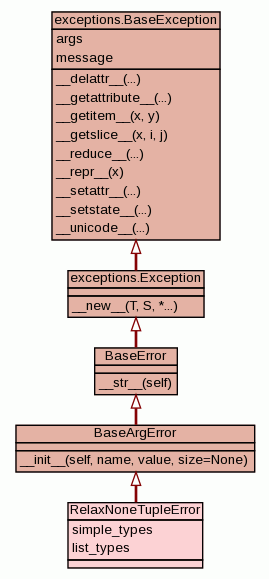 exceptions.BaseException
args
message
__delattr__(...)
__getattribute__(...)
__getitem__(x, y)
__getslice__(x, i, j)
__reduce__(...)
__repr__(x)
__setattr__(...)
__setstate__(...)
__unicode__(...)
exceptions.Exception
__new__(T, S, *...)
BaseError
__str__(self)
BaseArgError
__init__(self, name, value, size=None)
RelaxNoneTupleError
simple_types
list_types